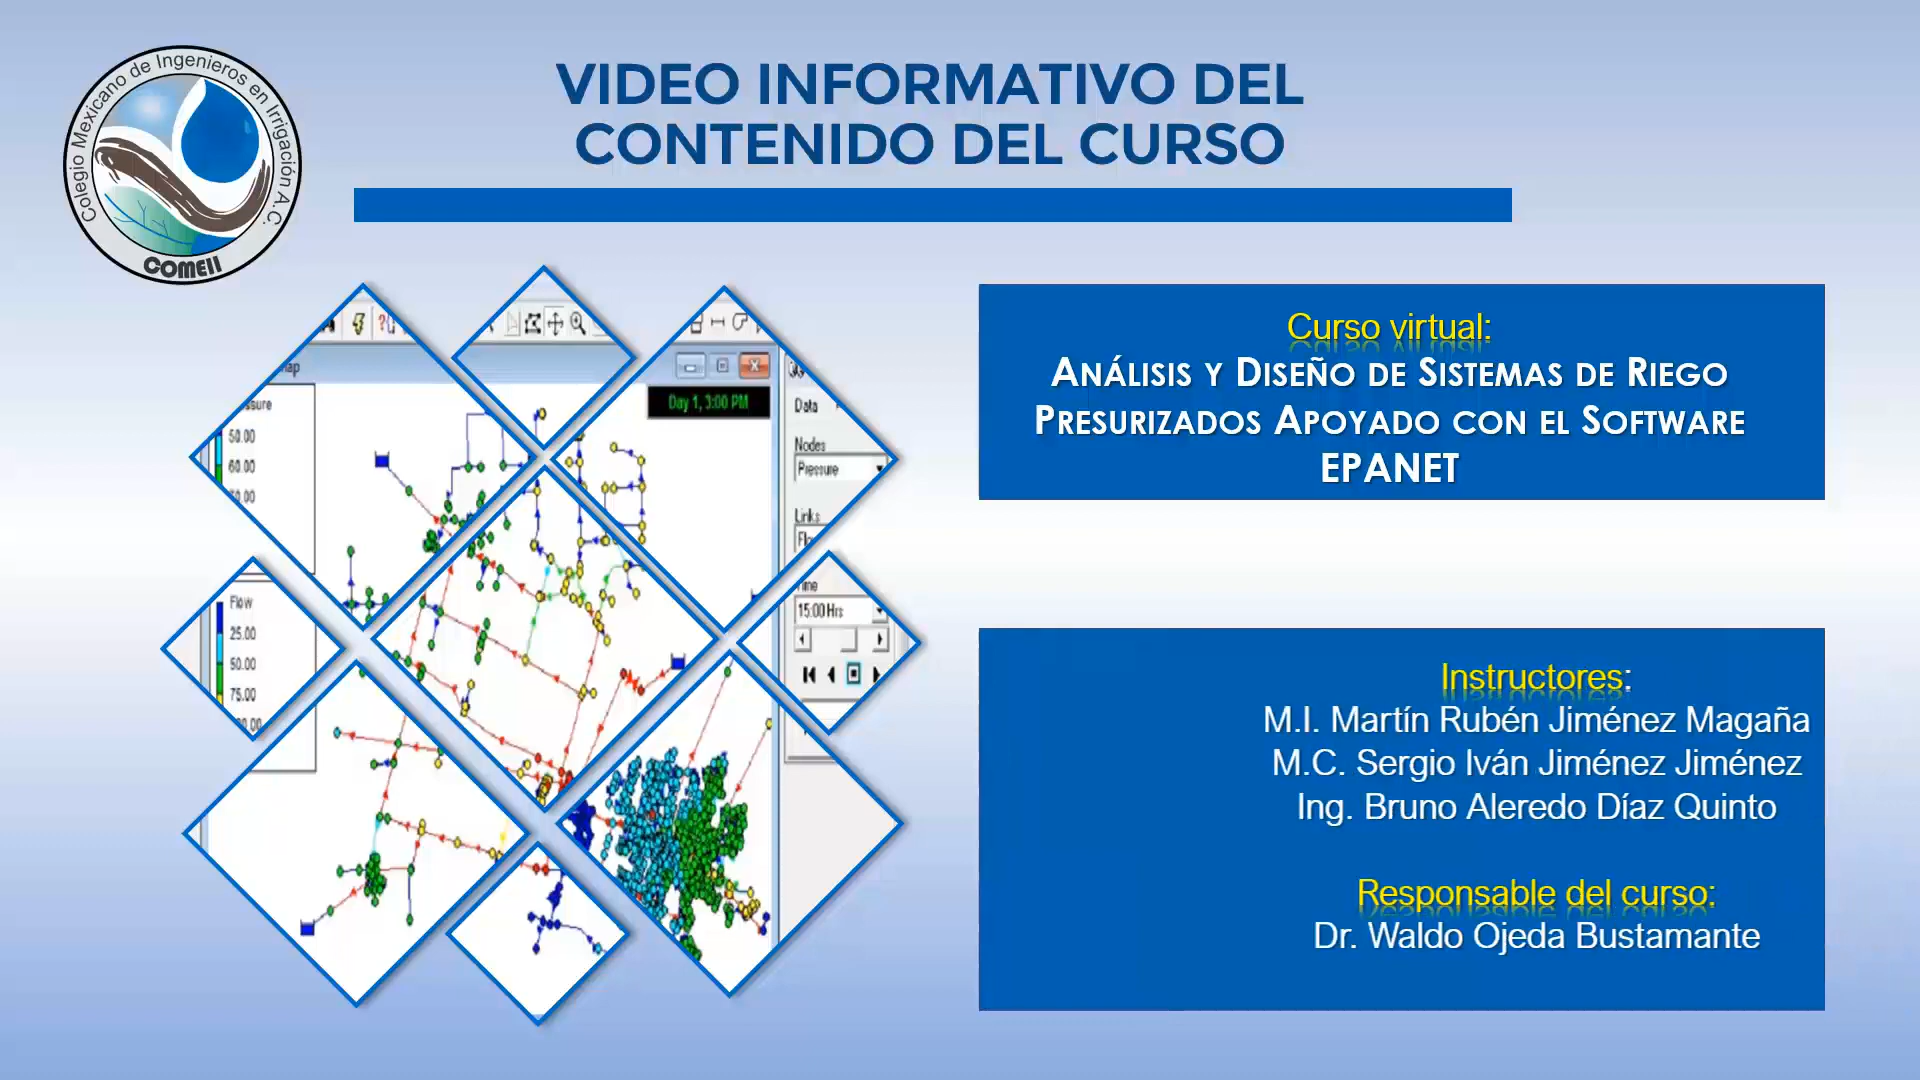 Colegio Mexicano de Ingenieros en Irrigación A.C.
COMEII
VIDEO INFORMATIVO DEL
CONTENIDO DEL CURSO
Curso virtual:
ANÁLISIS Y DISEÑO DE SISTEMAS DE RIEGO
PRESURIZADOS APOYADO CON EL SOFTWARE
EPANET
Instructores:
M.I. Martín Rubén Jiménez Magaña
M.C. Sergio Iván Jiménez Jiménez
Ing. Bruno Aleredo Díaz Quinto
Responsable del curso:
Dr. Waldo Ojeda Bustamante
50.00
60.00
Day 1, 3:00 PM
Data
Nodes
Pressure
Links
15:00 Hrs
Flow
25.00
50.00
75.00